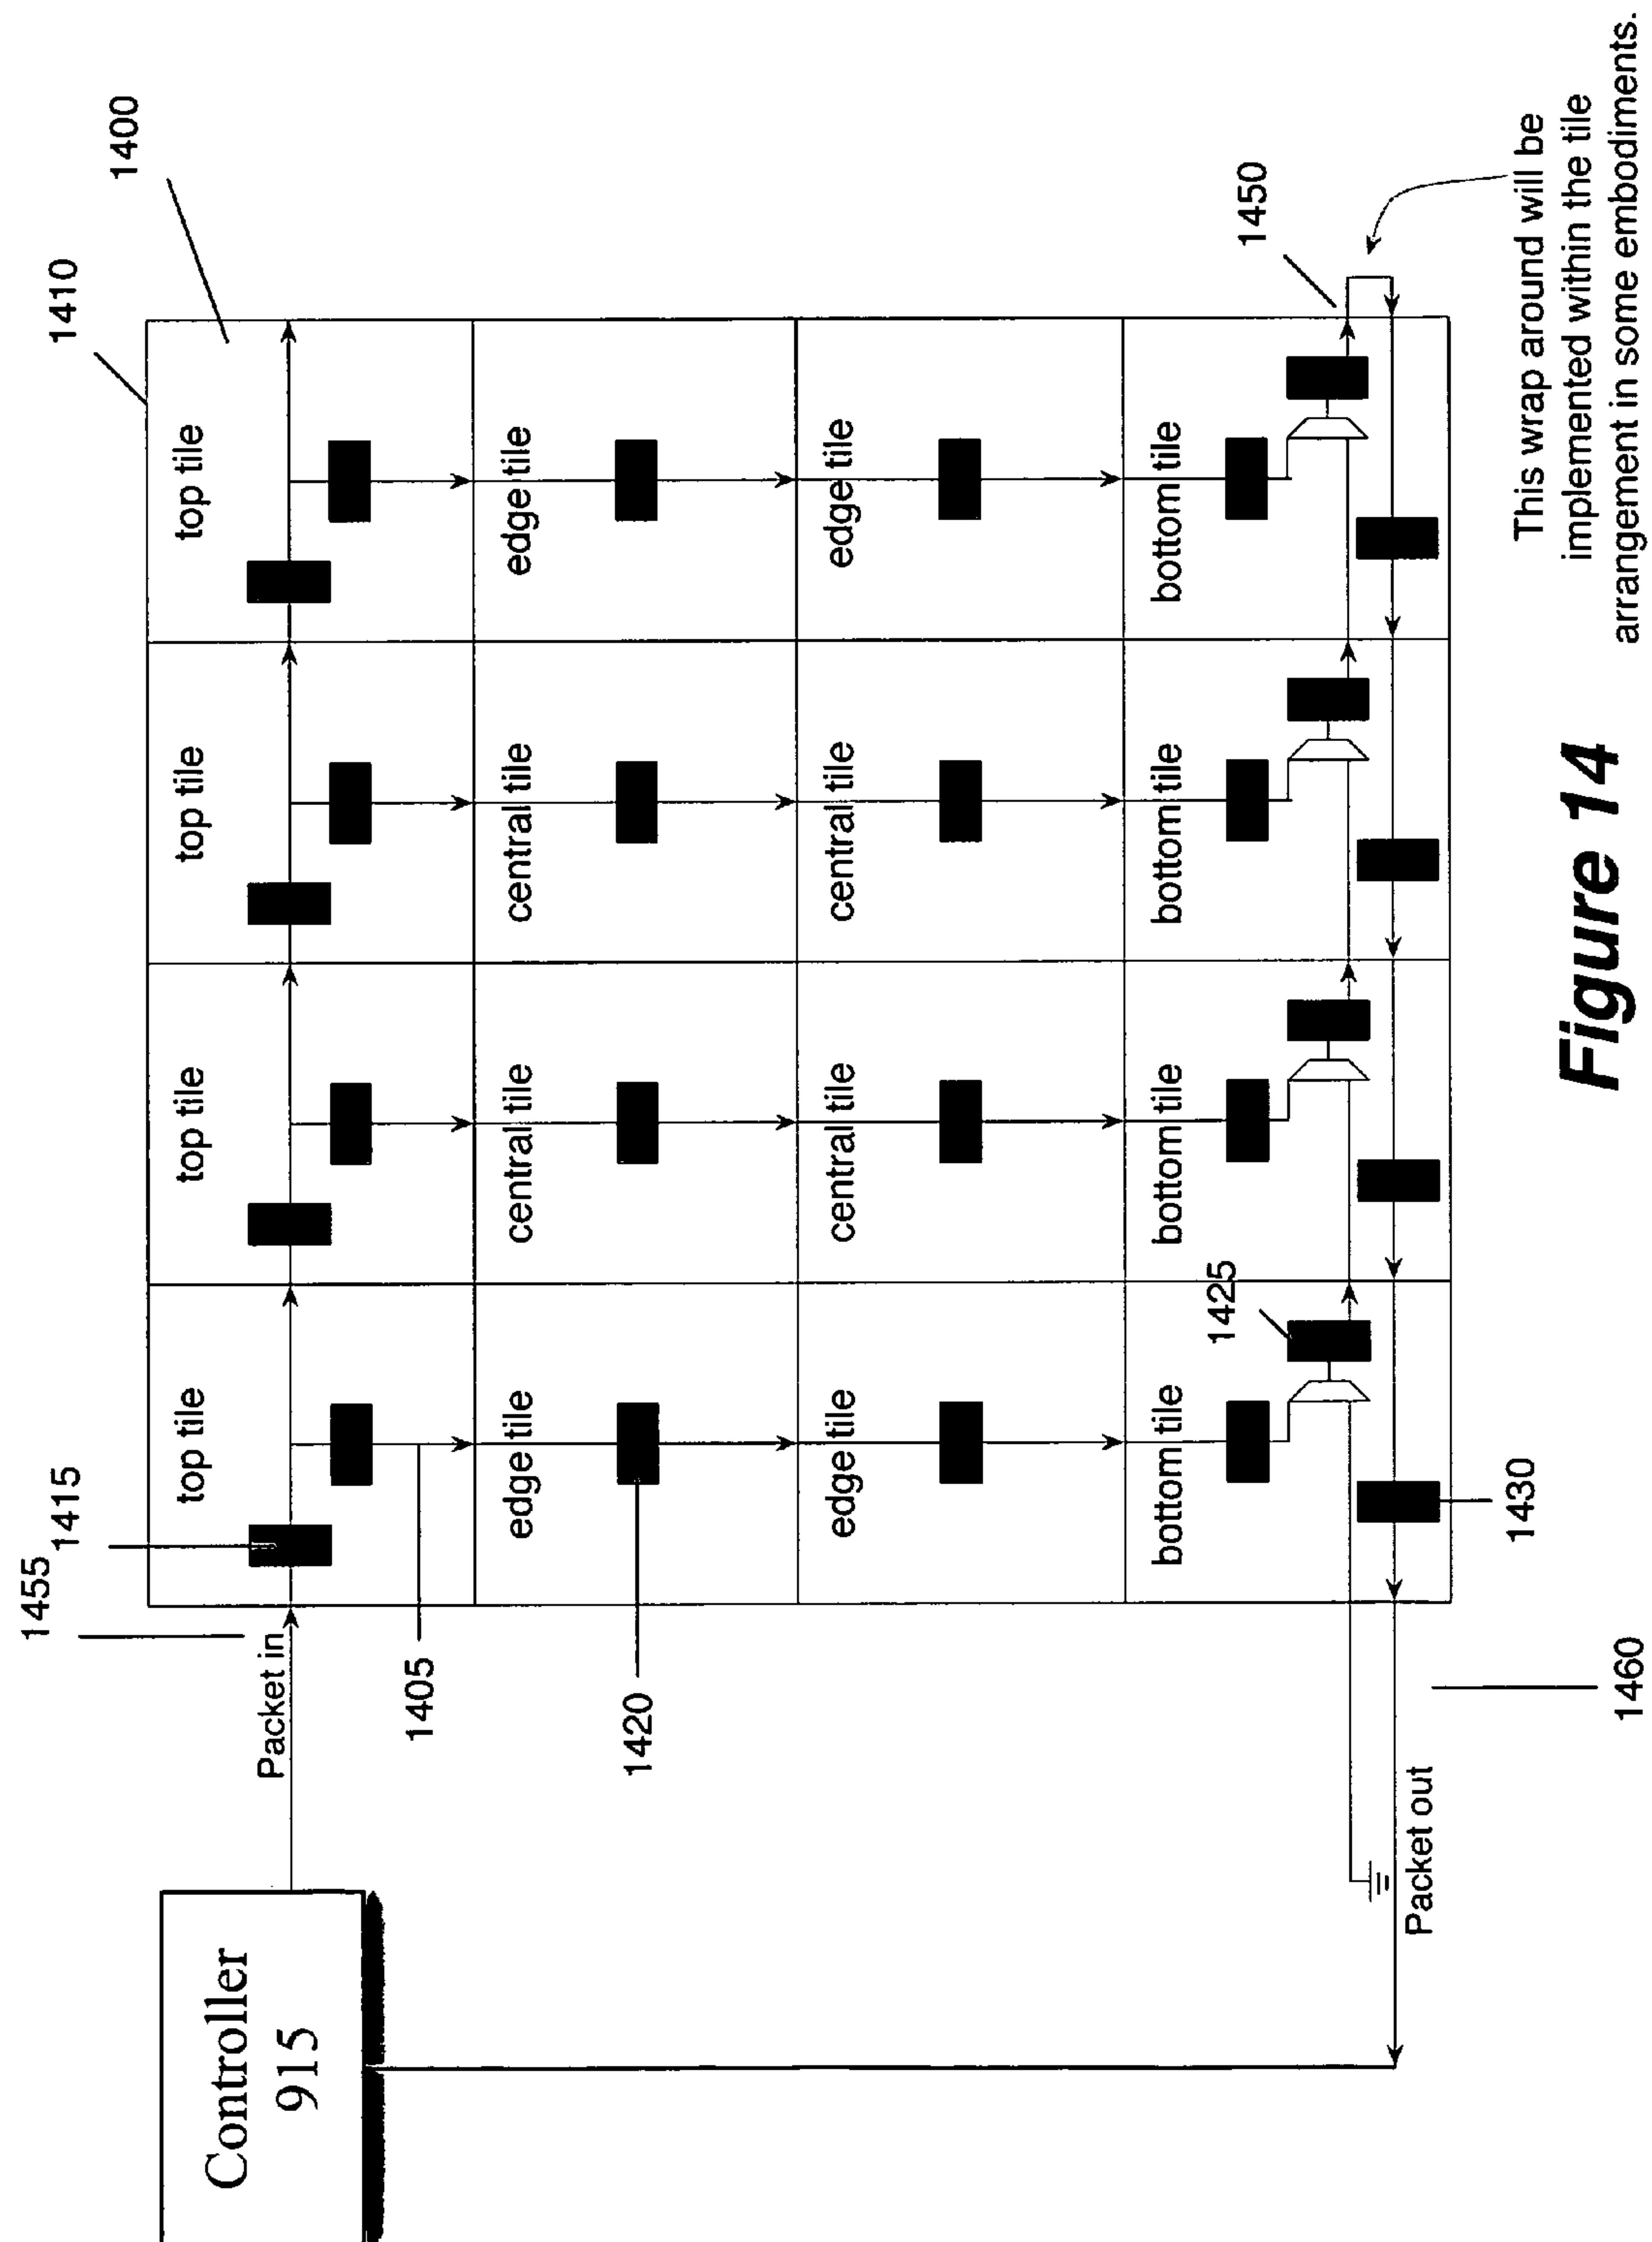 1410
1400
1455
1415
top tile
top tile
top tile
top tile
Controller
915
Packet in
1405
edge tile
central tile
central tile
edge tile
1420
edge tile
central tile
central tile
edge tile
bottom tile
bottom tile
bottom tile
bottom tile
1425
1450
Packet out
1460
1430
This wrap around will be
implemented within the tile
arrangement in some embodiments.
Figure 14